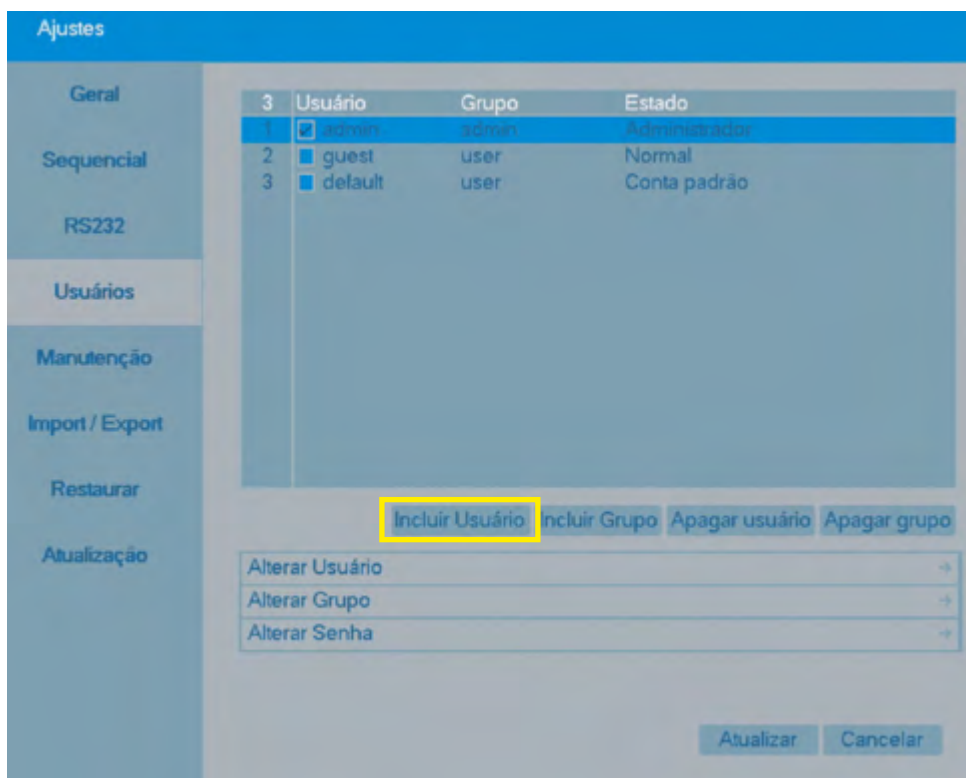 Ajustes
Geral
Sequencial
RS232
Usuários
Manutenção
Import / Export
Restaurar
Atualização
3 Usuário Grupo Estado
1 admin admin Administrador
2 guest user Normal
3 default user Conta padrão
Incluir Usuário Incluir Grupo Apagar usuário Apagar grupo
Alterar Usuário
Alterar Grupo
Alterar Senha
Atualizar Cancelar